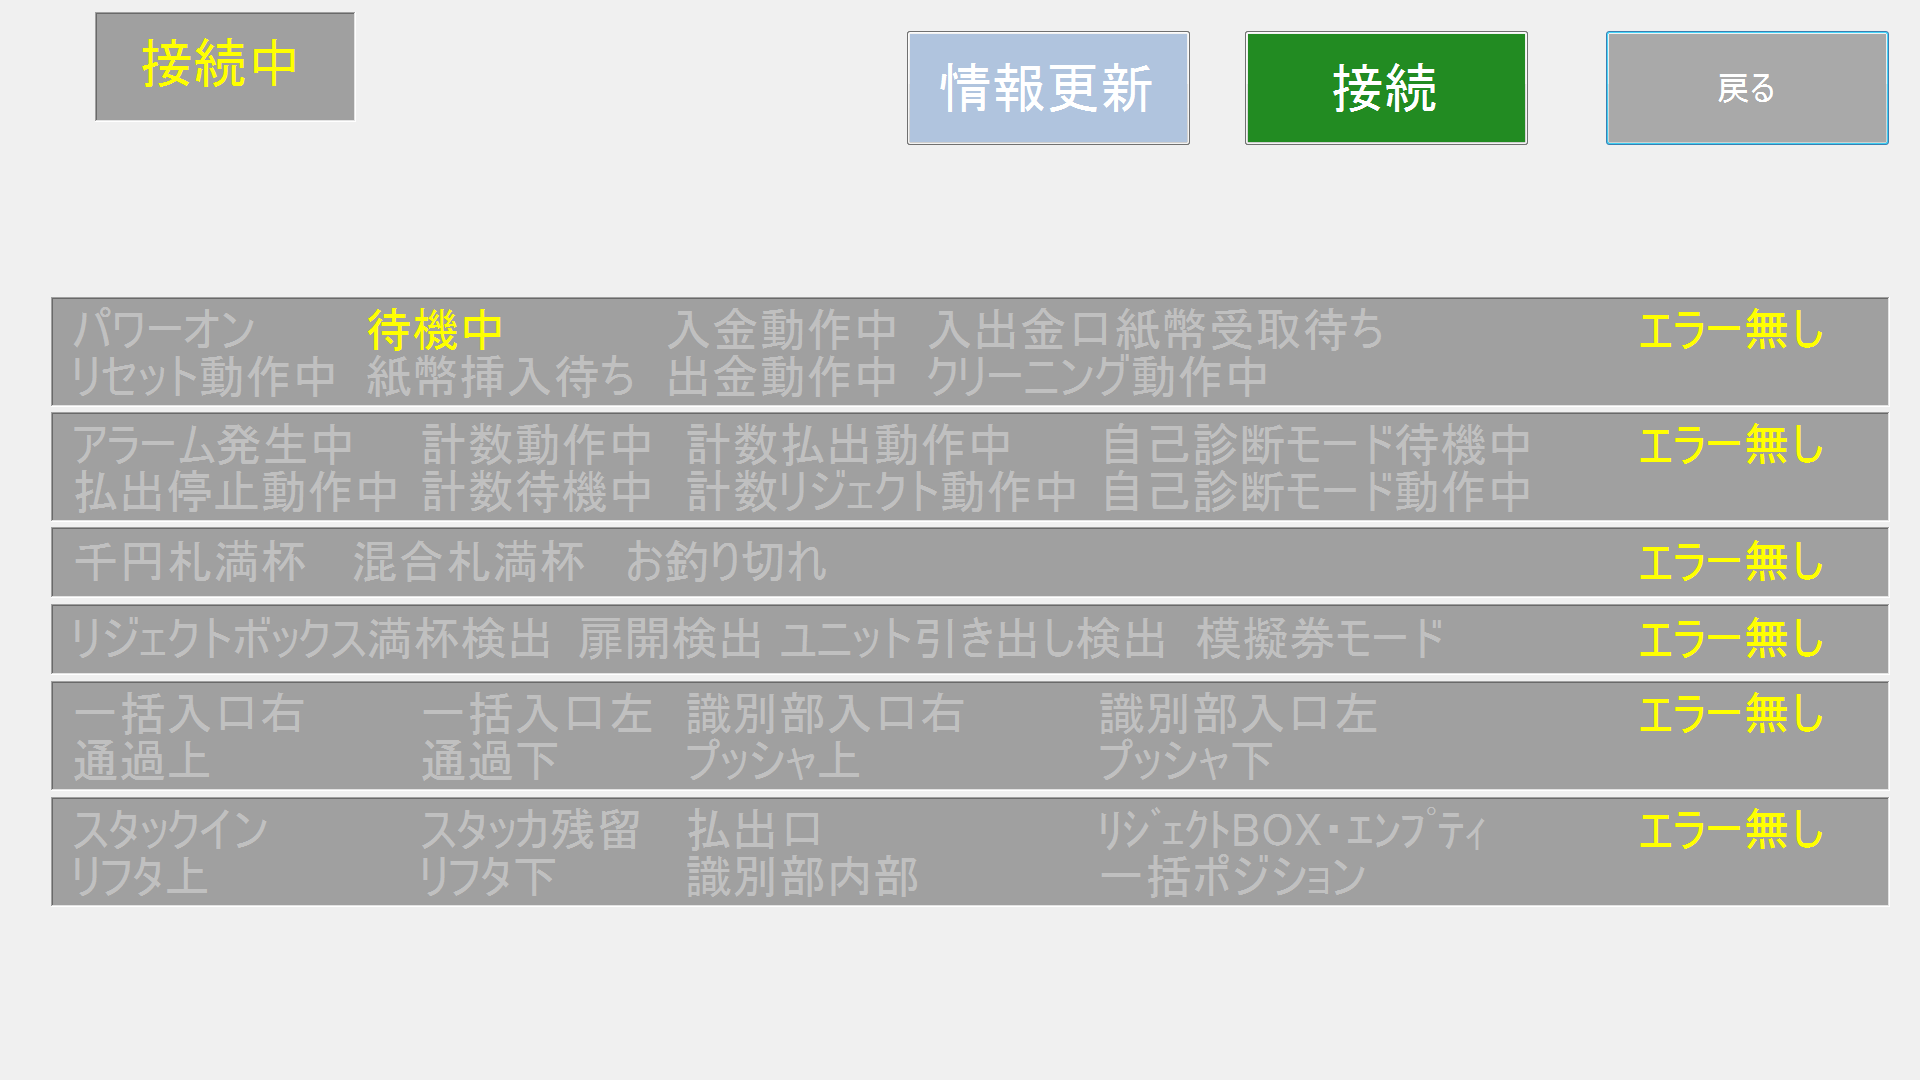 接続中
情報更新
接続
戻る
パワーオン 待機中 入金動作中 入出金口紙幣受取待ち エラー無し
リセット動作中 紙幣挿入待ち 出金動作中 クリーニング動作中
アラーム発生中 計数動作中 計数払出動作中 自己診断モード待機中 エラー無し
払出停止動作中 計数待機中 計数リジェクト動作中 自己診断モード動作中
千円札満杯 混合札満杯 お釣り切れ エラー無し
リジェクトボックス満杯検出 扉開検出 ユニット引き出し検出 模擬券モード エラー無し
一括入口右 一括入口左 識別部入口右 識別部入口左 エラー無し
通過上 通過下 プッシャ上 プッシャ下
スタックイン スタッカ残留 払出口 ﾘｼﾞｪｸﾄBOX・ｴﾝﾌﾟﾃｨ エラー無し
リフタ上 リフタ下 識別部内部 一括ポジション